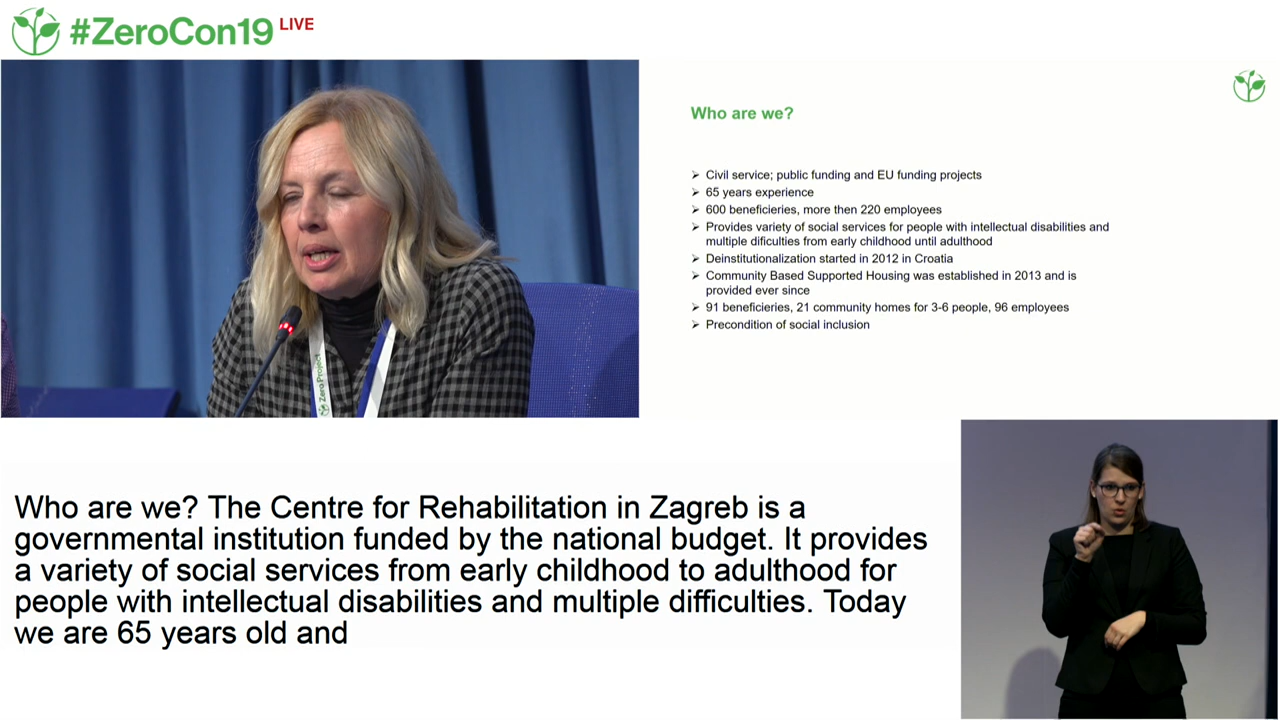 #ZeroCon19 LIVE
Who are we?
Civil service; public funding and EU funding projects
65 years experience
600 beneficieries, more then 220 employees
Provides variety of social services for people with intellectual disabilities and
multiple dificulties from early childhood until adulthood
Deinstitutionalization started in 2012 in Croatia
Community Based Supported Housing was established in 2013 and is
provided ever since
91 beneficieries, 21 community homes for 3-6 people, 96 employees
Precondition of social inclusion
Zero Project
Who are we? The Centre for Rehabilitation in Zagreb is a
governmental institution funded by the national budget. It provides
a variety of social services from early childhood to adulthood for
people with intellectual disabilities and multiple difficulties. Today
we are 65 years old and